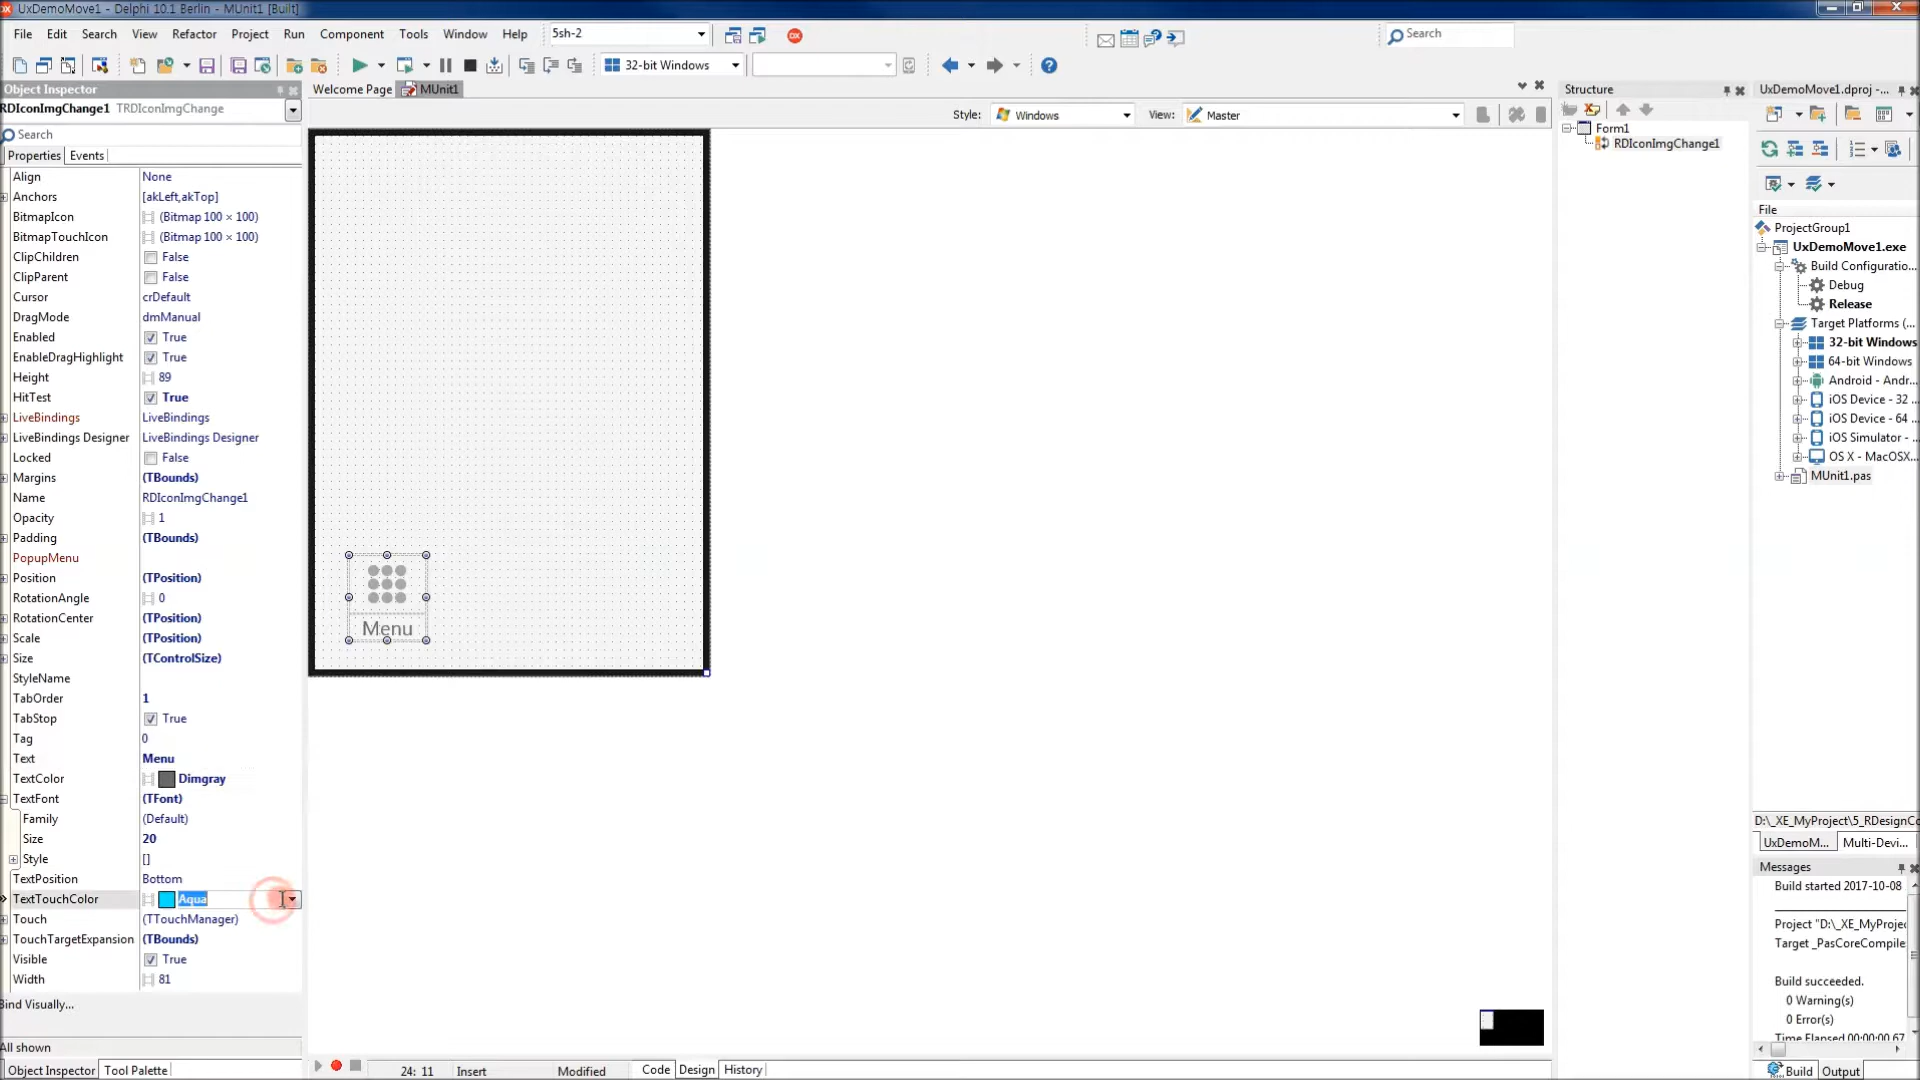 UxDemoMove1 - Delphi 10.1 Berlin - MUnit1 [Built]
File Edit Search View Refactor Project Run Component Tools Window Help 5sh-2 Search
32-bit Windows
Object Inspector
RDIconImgChange1 TRDIconImgChange
Search
Properties Events
Align None
Anchors [akLeft,akTop]
BitmapIcon (Bitmap 100 × 100)
BitmapTouchIcon (Bitmap 100 × 100)
ClipChildren False
ClipParent False
Cursor crDefault
DragMode dmManual
Enabled True
EnableDragHighlight True
Height 89
HitTest True
LiveBindings LiveBindings
LiveBindings Designer LiveBindings Designer
Locked False
Margins (TBounds)
Name RDIconImgChange1
Opacity 1
Padding (TBounds)
PopupMenu
Position (TPosition)
RotationAngle 0
RotationCenter (TPosition)
Scale (TPosition)
Size (TControlSize)
StyleName
TabOrder 1
TabStop True
Tag 0
Text Menu
TextColor Dimgray
TextFont (TFont)
Family (Default)
Size 20
Style []
TextPosition Bottom
TextTouchColor Aqua
Touch (TTouchManager)
TouchTargetExpansion (TBounds)
Visible True
Width 81
Bind Visually...
All shown
Object Inspector Tool Palette
Welcome Page MUnit1
Style: Windows View: Master
Menu
24: 11 Insert Modified Code Design History
Structure
Form1
RDIconImgChange1
UxDemoMove1.dproj -...
File
ProjectGroup1
UxDemoMove1.exe
Build Configuratio...
Debug
Release
Target Platforms (...
32-bit Windows
64-bit Windows
Android - Andr...
iOS Device - 32 ...
iOS Device - 64 ...
iOS Simulator - ...
OS X - MacOSX...
MUnit1.pas
D:\_XE_MyProject\5_RDesignCo
UxDemoM... Multi-Devi...
Messages
Build started 2017-10-08
Project "D:\_XE_MyProjec
Target _PasCoreCompile
Build succeeded.
0 Warning(s)
0 Error(s)
Time Elapsed 00:00:00.67
Build Output